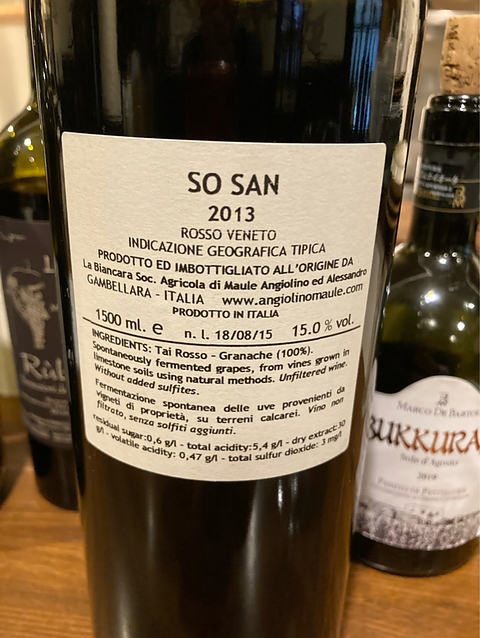 SO SAN
2013
ROSSO VENETO
INDICAZIONE GEOGRAFICA TIPICA
PRODOTTO ED IMBOTTIGLIATO ALL'ORIGINE DA
La Biancara Soc. Agricola di Maule Angiolino ed Alessandro
GAMBELLARA - ITALIA www.angiolinomaule.com
PRODOTTO IN ITALIA
1500 ml. e n. l. 18/08/15 15.0 % vol.
INGREDIENTS: Tai Rosso - Granache (100%).
Spontaneously fermented grapes, from vines grown in
limestone soils using natural methods. Unfiltered wine.
Without added sulfites.
Fermentazione spontanea delle uve provenienti da
vigneti di proprietà, su terreni calcarei. Vino non
filtrato, senza solfiti aggiunti.
residual sugar:0,6 g/l - total acidity:5,4 g/l - dry extract:30
g/l - volatile acidity: 0,47 g/l - total sulfur dioxide: 3 mg/l
MARCO DE BARTOLI
BUKKURA
Sole d'Agosto
2019